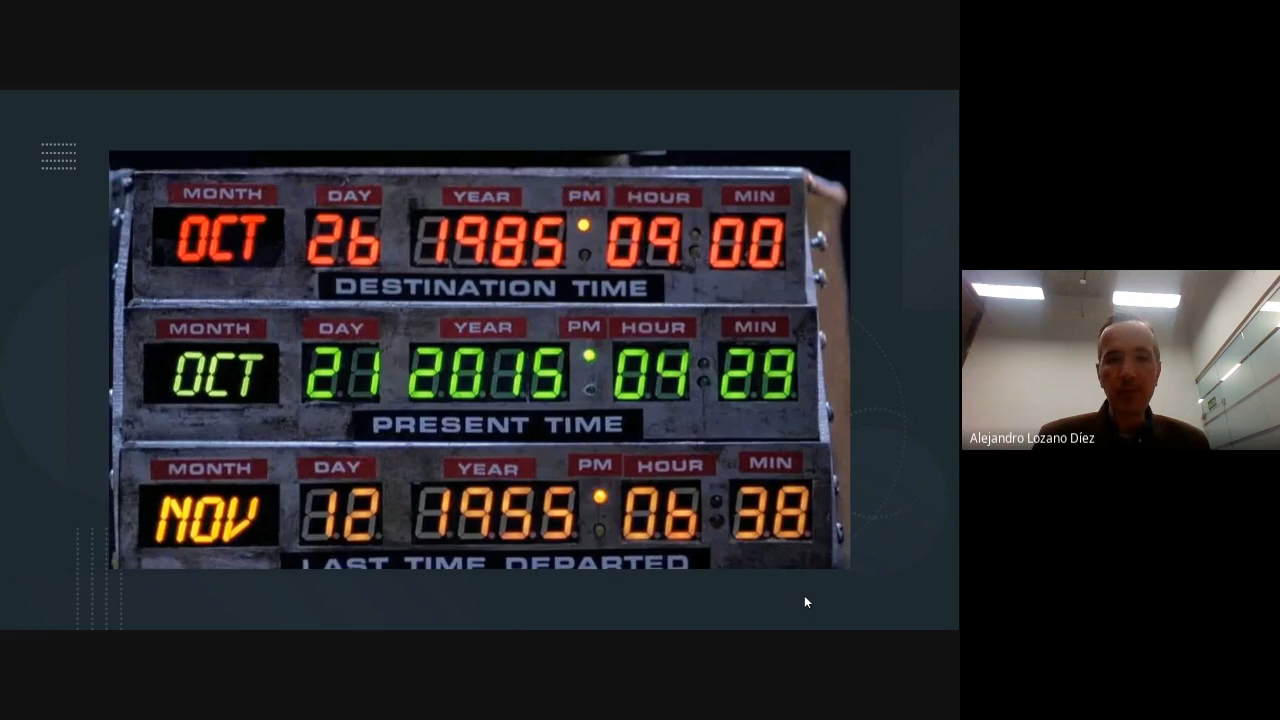 MONTH DAY YEAR PM HOUR MIN
OCT 26 1985 09 00
DESTINATION TIME
MONTH DAY YEAR PM HOUR MIN
OCT 21 2015 04 29
PRESENT TIME
MONTH DAY YEAR PM HOUR MIN
NOV 12 1955 06 38
LAST TIME DEPARTED
Alejandro Lozano Díez